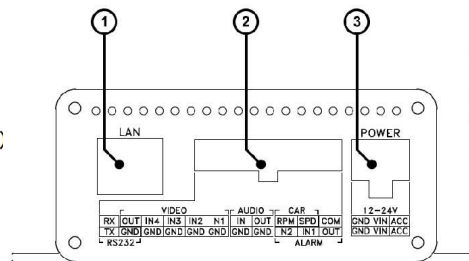 1 2 3
LAN
POWER
VIDEO AUDIO CAR 12-24V
RX OUT IN4 IN3 IN2 N1 IN OUT RPM SPD COM GND VIN ACC
TX GND GND GND GND GND GND GND N2 IN1 OUT GND VIN ACC
RS232 ALARM